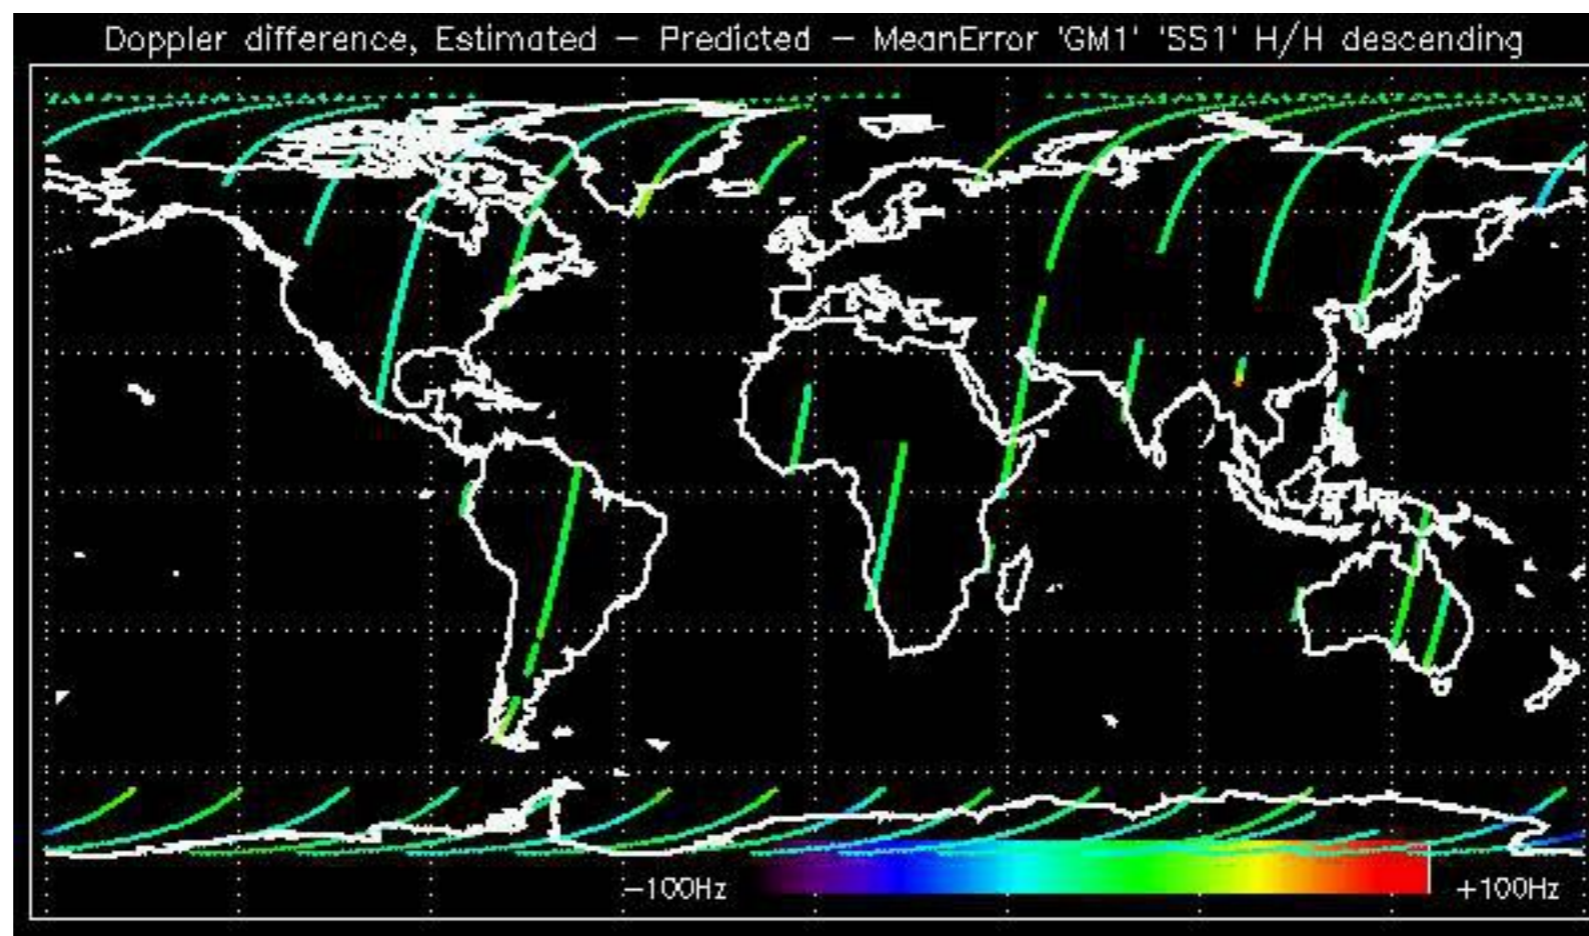 Doppler difference, Estimated – Predicted – MeanError 'GM1' 'SS1' H/H descending
–100Hz
+100Hz